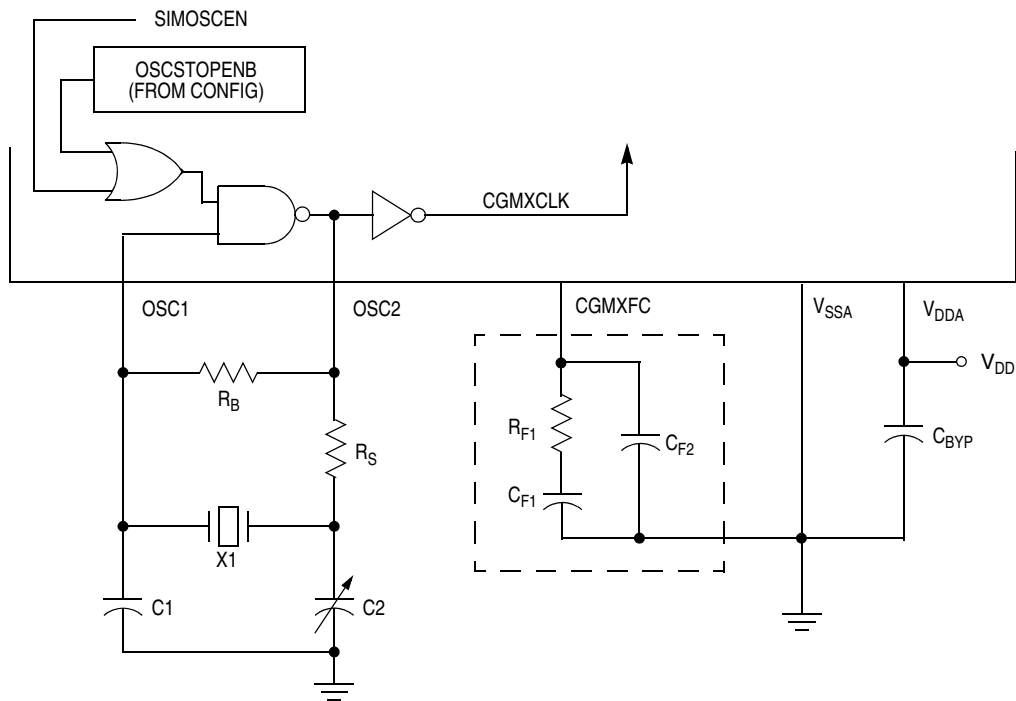 SIMOSCEN
OSCSTOPENB
(FROM CONFIG)
CGMXCLK
OSC1
OSC2
CGMXFC
VSSA
VDDA
VDD
RB
RS
RF1
CF2
CBYP
CF1
X1
C1
C2